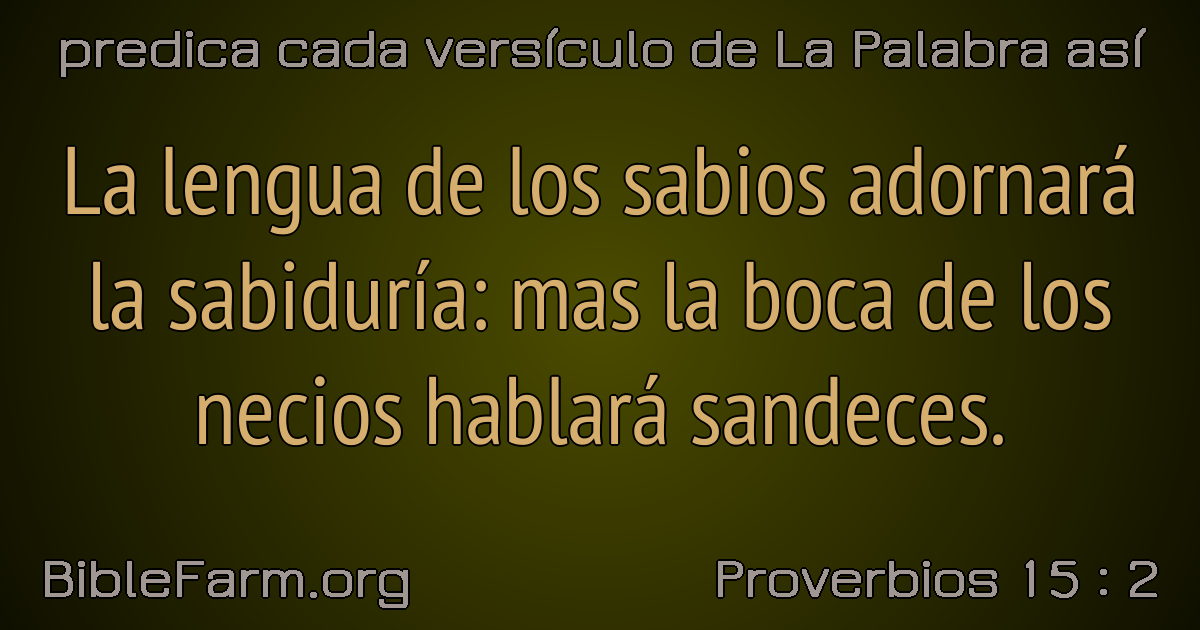 predica cada versículo de La Palabra así
La lengua de los sabios adornará
la sabiduría: mas la boca de los
necios hablará sandeces.
BibleFarm.org
Proverbios 15 : 2